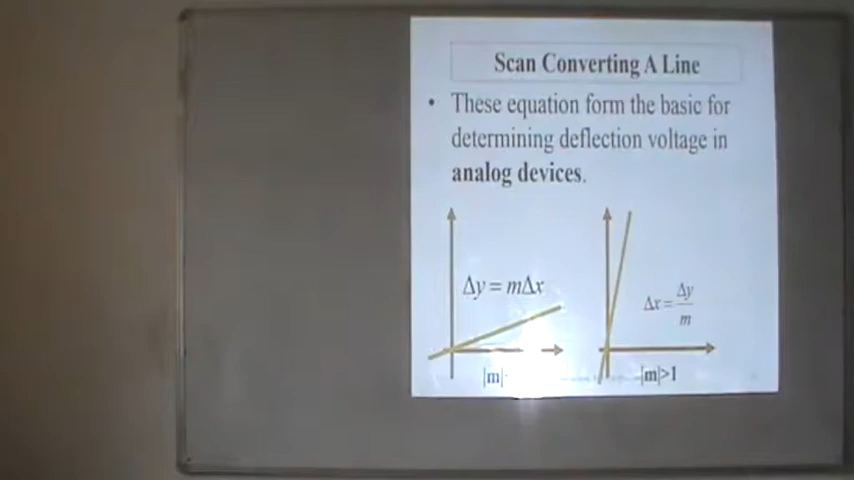 Scan Converting A Line
• These equation form the basic for
determining deflection voltage in
analog devices.
Δy = mΔx
Δx = Δy/m
|m|
|m|>1